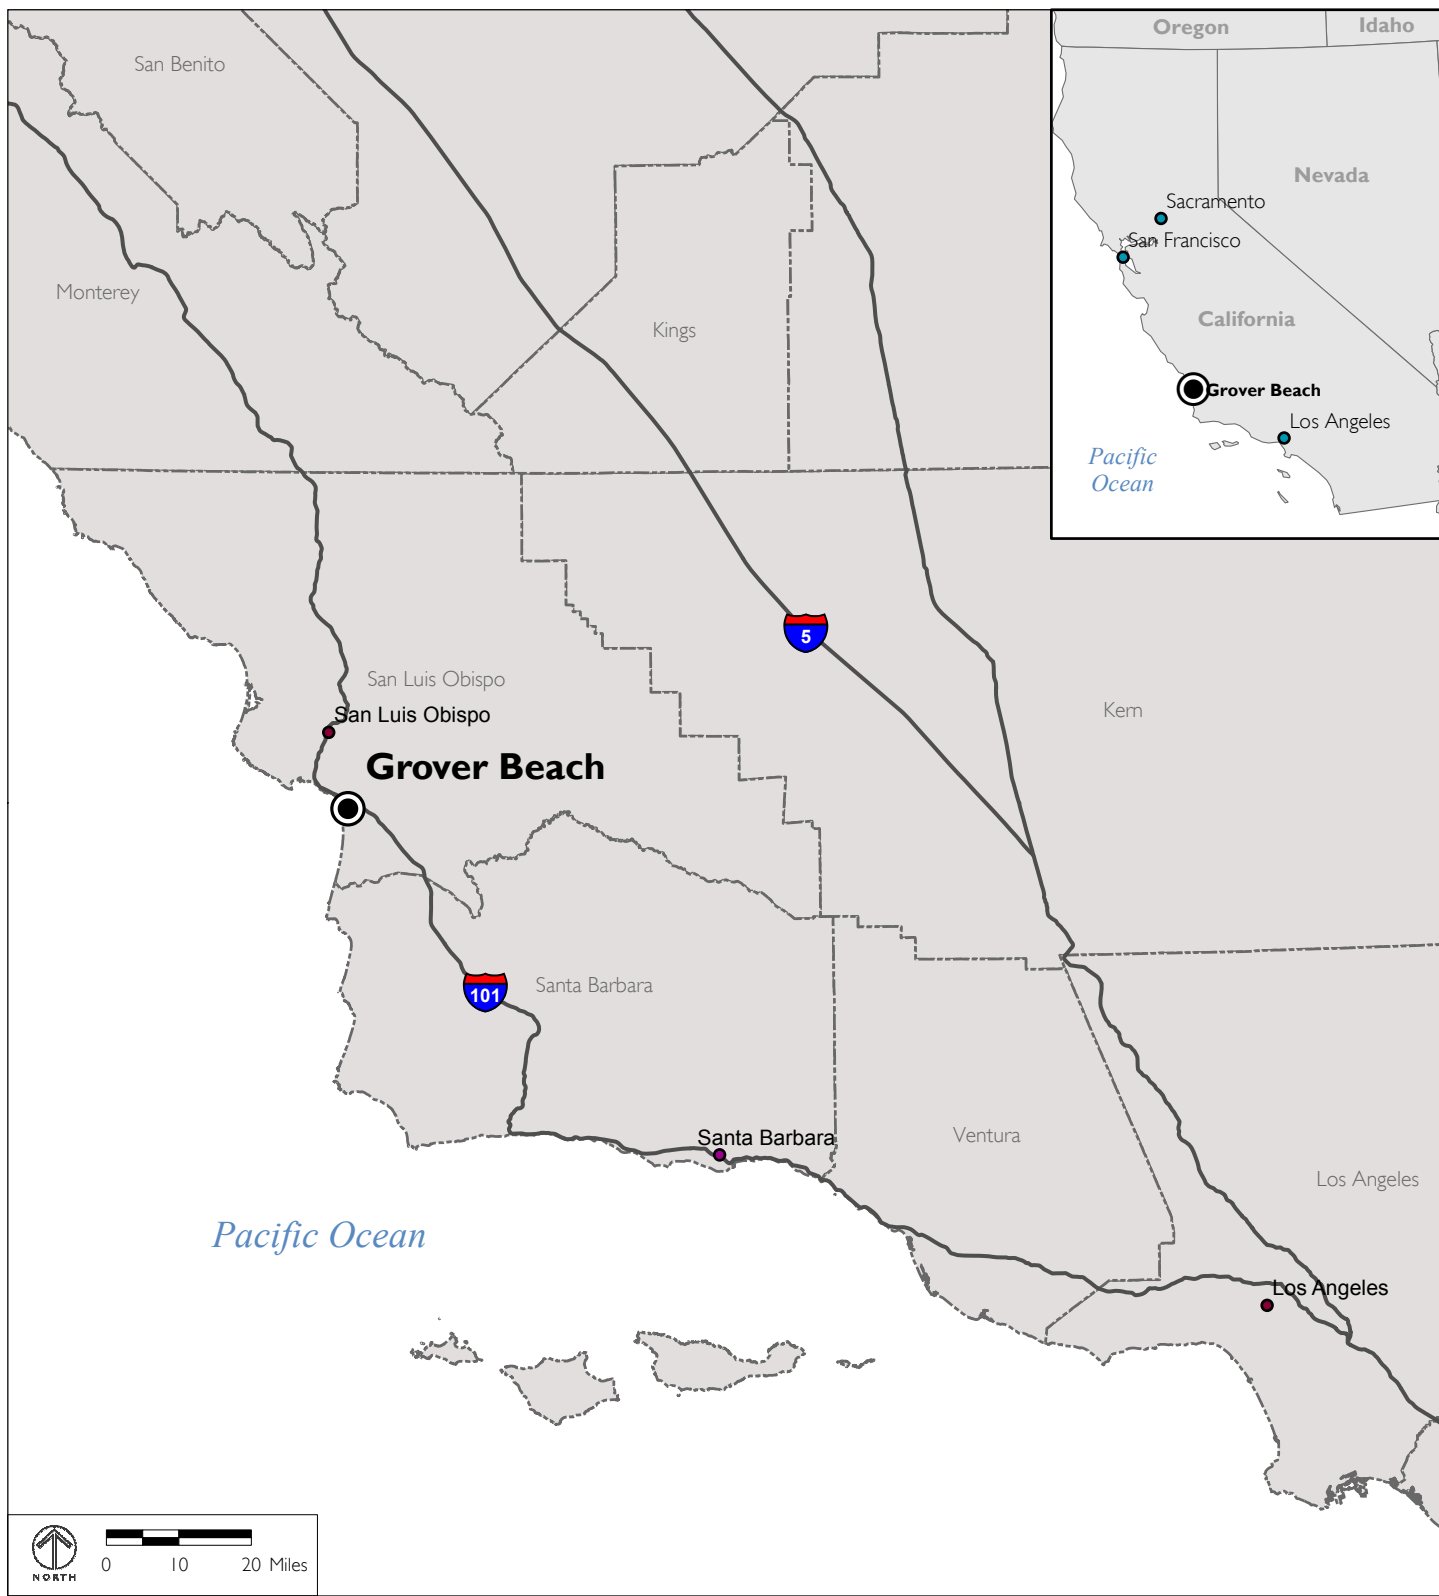 San Benito
Monterey
Kings
San Luis Obispo
San Luis Obispo
Grover Beach
Kern
5
101
Santa Barbara
Santa Barbara
Ventura
Los Angeles
Los Angeles
Pacific Ocean
Oregon
Idaho
Nevada
Sacramento
San Francisco
California
Grover Beach
Los Angeles
Pacific
Ocean
NORTH
0 10 20 Miles